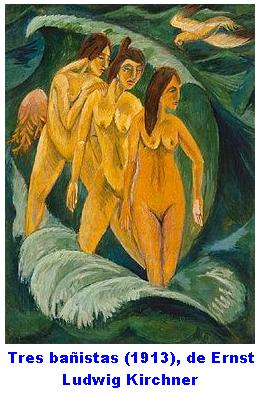 Tres bañistas (1913), de Ernst
Ludwig Kirchner